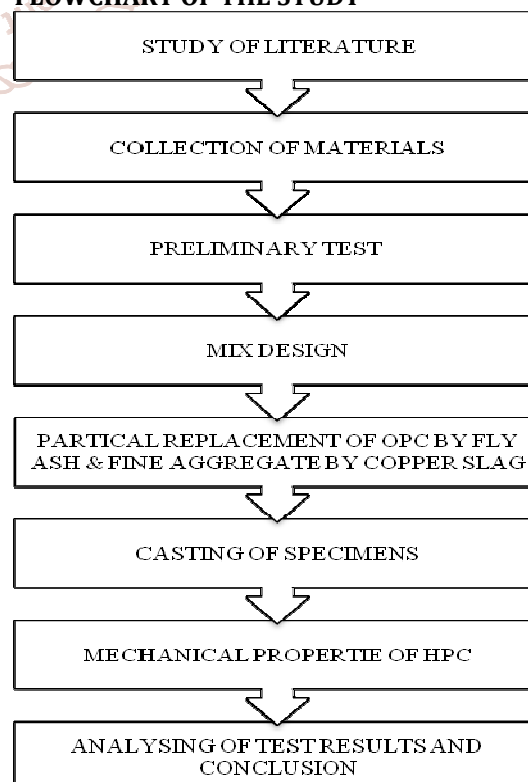 FLOWCHART OF THE STUDY
STUDY OF LITERATURE
COLLECTION OF MATERIALS
PRELIMINARY TEST
MIX DESIGN
PARTICAL REPLACEMENT OF OPC BY FLY
ASH & FINE AGGREGATE BY COPPER SLAG
CASTING OF SPECIMENS
MECHANICAL PROPERTIE OF HPC
ANALYSING OF TEST RESULTS AND
CONCLUSION